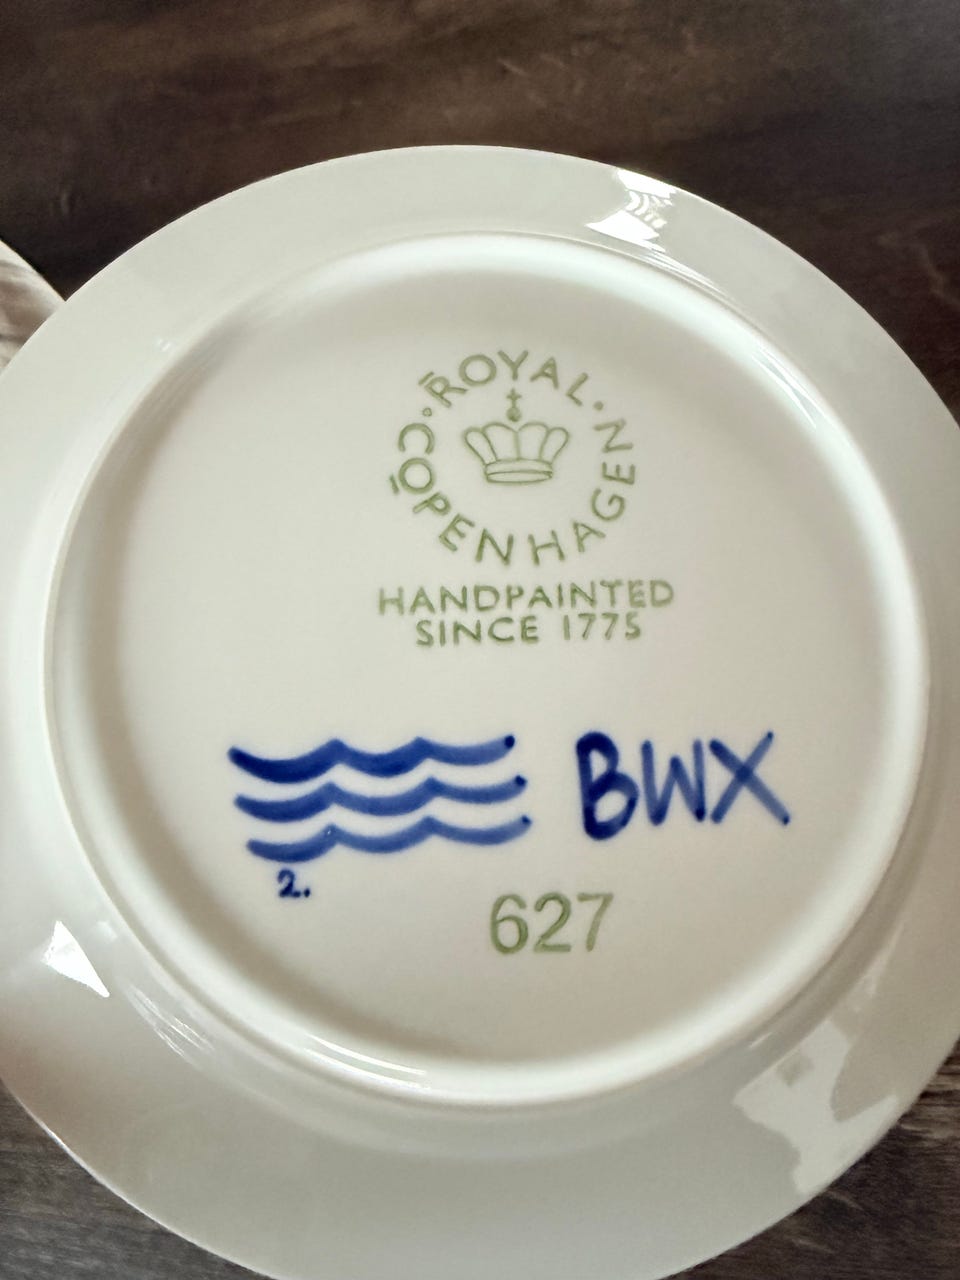 ROYAL · COPENHAGEN ·
HANDPAINTED
SINCE 1775
BWX
2.
627